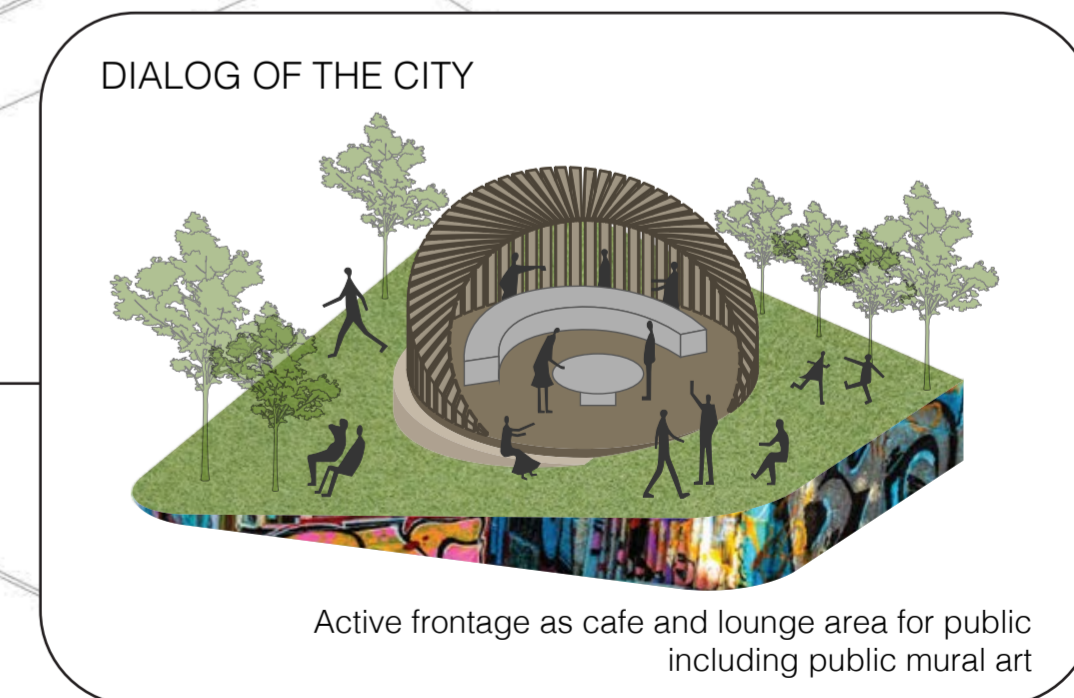 DIALOG OF THE CITY
Active frontage as cafe and lounge area for public
including public mural art